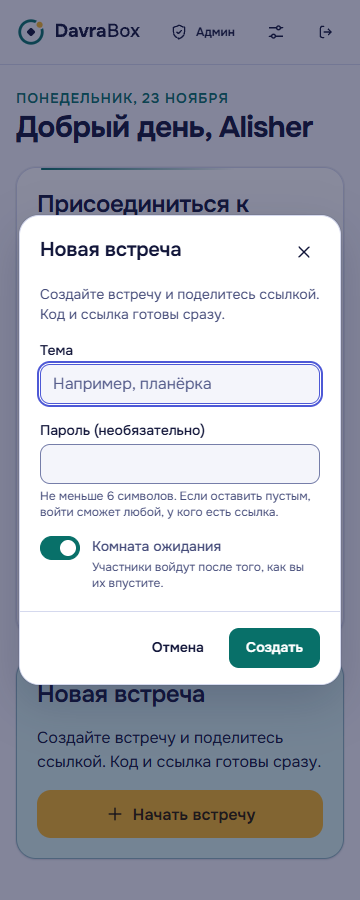 DavraBox
Админ
ПОНЕДЕЛЬНИК, 23 НОЯБРЯ
Добрый день, Alisher
Присоединиться к
Новая встреча
Создайте встречу и поделитесь ссылкой.
Код и ссылка готовы сразу.
Тема
Например, планёрка
Пароль (необязательно)
Не меньше 6 символов. Если оставить пустым,
войти сможет любой, у кого есть ссылка.
Комната ожидания
Участники войдут после того, как вы
их впустите.
Отмена
Создать
Новая встреча
Создайте встречу и поделитесь
ссылкой. Код и ссылка готовы сразу.
Начать встречу